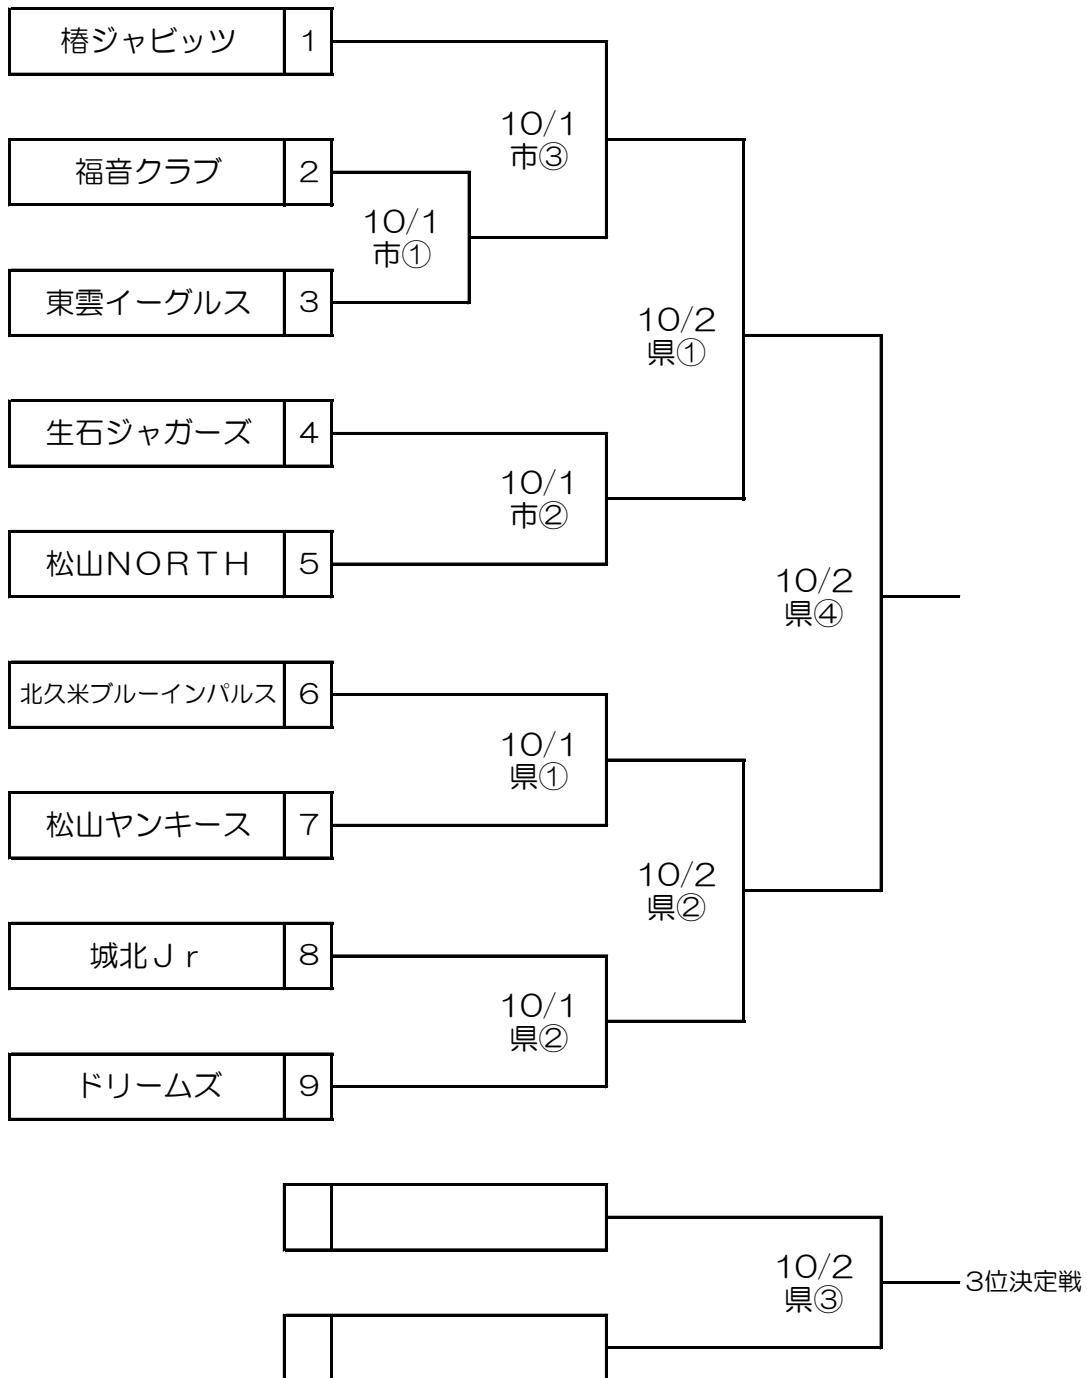 椿ジャビッツ 1
10/1
市③
福音クラブ 2
10/1
市①
東雲イーグルス 3
10/2
県①
生石ジャガーズ 4
10/1
市②
松山NORTH 5
10/2
県④
北久米ブルーインパルス 6
10/1
県①
松山ヤンキース 7
10/2
県②
城北Jr 8
10/1
県②
ドリームズ 9
10/2
県③
3位決定戦